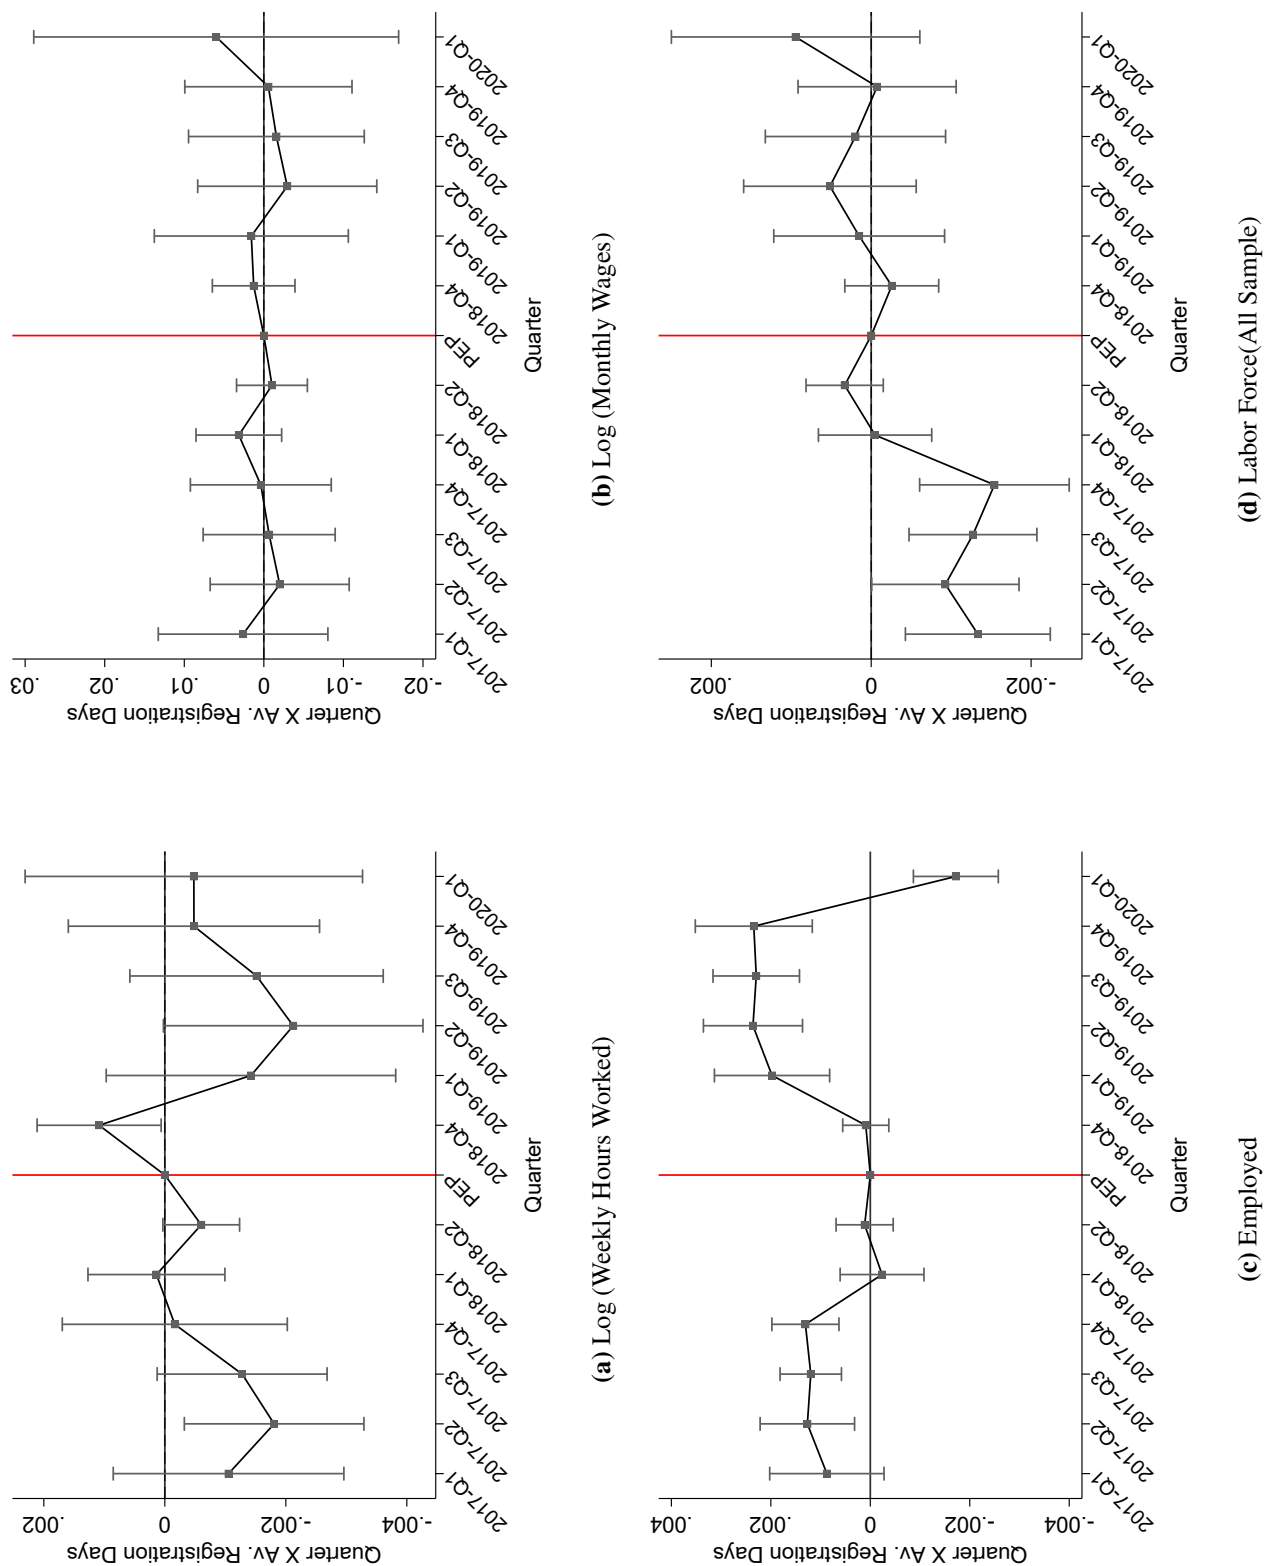 Quarter X Av. Registration Days
.002
0
-.002
-.004
2017-Q1
2017-Q2
2017-Q3
2017-Q4
2018-Q1
2018-Q2
PEP
2018-Q4
2019-Q1
2019-Q2
2019-Q3
2019-Q4
2020-Q1
Quarter
(a) Log (Weekly Hours Worked)
Quarter X Av. Registration Days
.03
.02
.01
0
-.01
-.02
2017-Q1
2017-Q2
2017-Q3
2017-Q4
2018-Q1
2018-Q2
PEP
2018-Q4
2019-Q1
2019-Q2
2019-Q3
2019-Q4
2020-Q1
Quarter
(b) Log (Monthly Wages)
Quarter X Av. Registration Days
.004
.002
0
-.002
-.004
2017-Q1
2017-Q2
2017-Q3
2017-Q4
2018-Q1
2018-Q2
PEP
2018-Q4
2019-Q1
2019-Q2
2019-Q3
2019-Q4
2020-Q1
Quarter
(c) Employed
Quarter X Av. Registration Days
.002
0
-.002
2017-Q1
2017-Q2
2017-Q3
2017-Q4
2018-Q1
2018-Q2
PEP
2018-Q4
2019-Q1
2019-Q2
2019-Q3
2019-Q4
2020-Q1
Quarter
(d) Labor Force(All Sample)